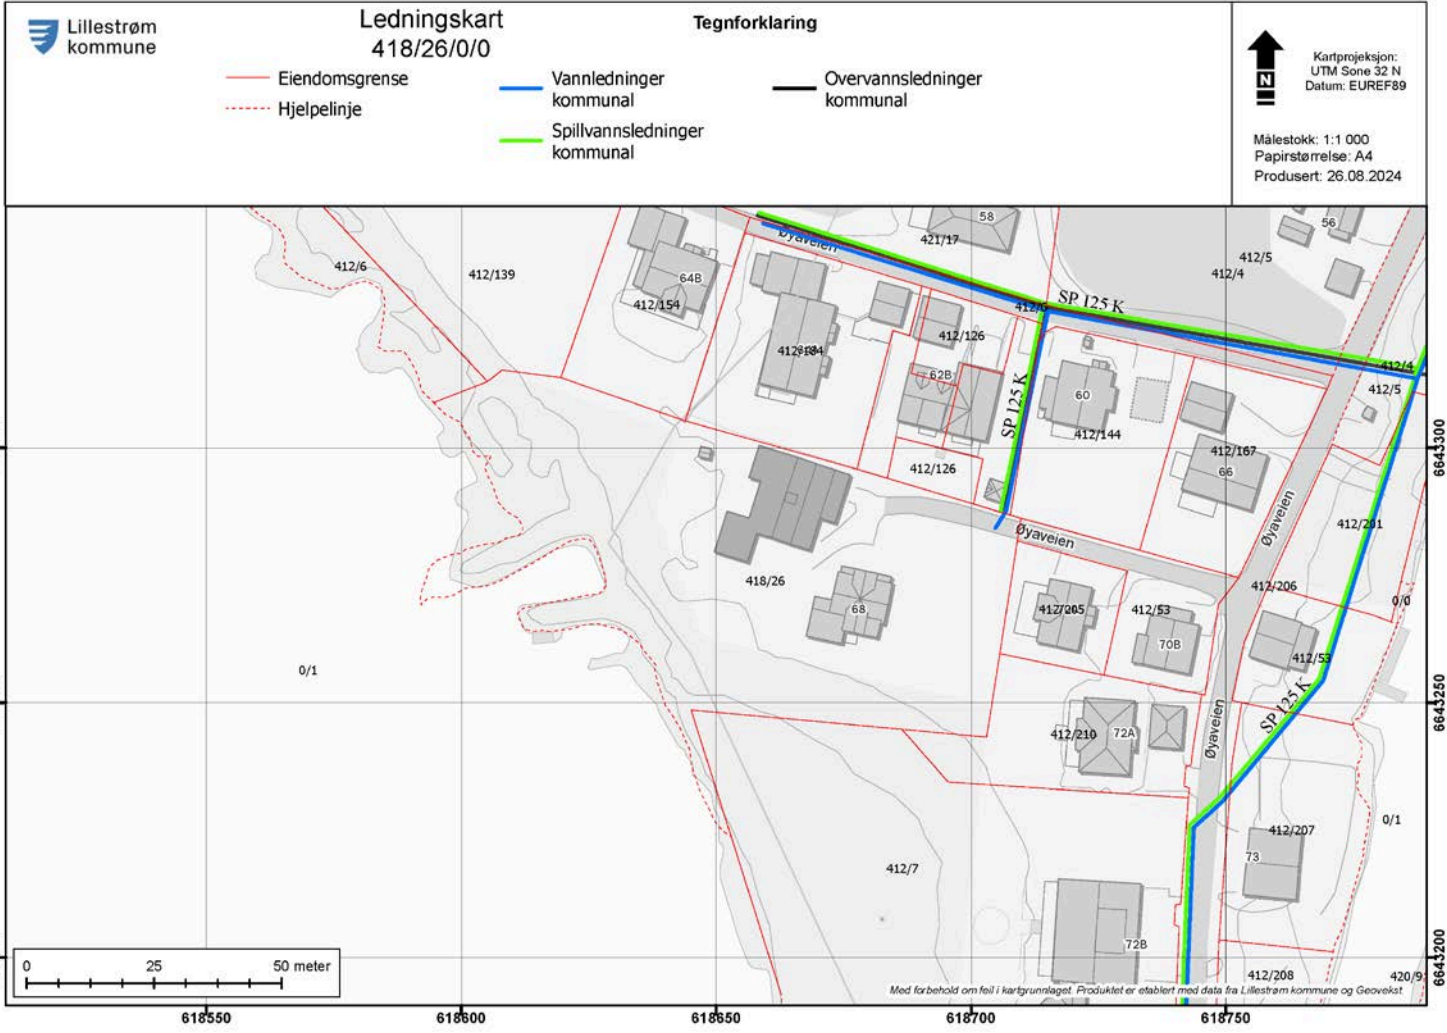 Lillestrøm
kommune
Ledningskart
418/26/0/0
Tegnforklaring
Eiendomsgrense
Hjelpelinje
Vannledninger
kommunal
Spillvannsledninger
kommunal
Overvannsledninger
kommunal
N
Kartprojeksjon:
UTM Sone 32 N
Datum: EUREF89
Målestokk: 1:1 000
Papirstørrelse: A4
Produsert: 26.08.2024
58
56
421/17
Øyaveien
412/6
412/139
64B
412/154
412/5
412/4
SP 125 K
412/126
62B
412/4
412/5
SP 125 K
60
412/144
412/167
66
412/126
6643300
Øyaveien
Øyaveien
412/201
418/26
68
412/53
70B
412/206
0/0
412/53
0/1
SP 125 K
6643250
412/210
72A
Øyaveien
412/207
0/1
73
412/7
72B
6643200
412/208
0
25
50 meter
Med forbehold om feil i kartgrunnlaget. Produktet er etablert med data fra Lillestrøm kommune og Geovekst.
618550
618600
618650
618700
618750